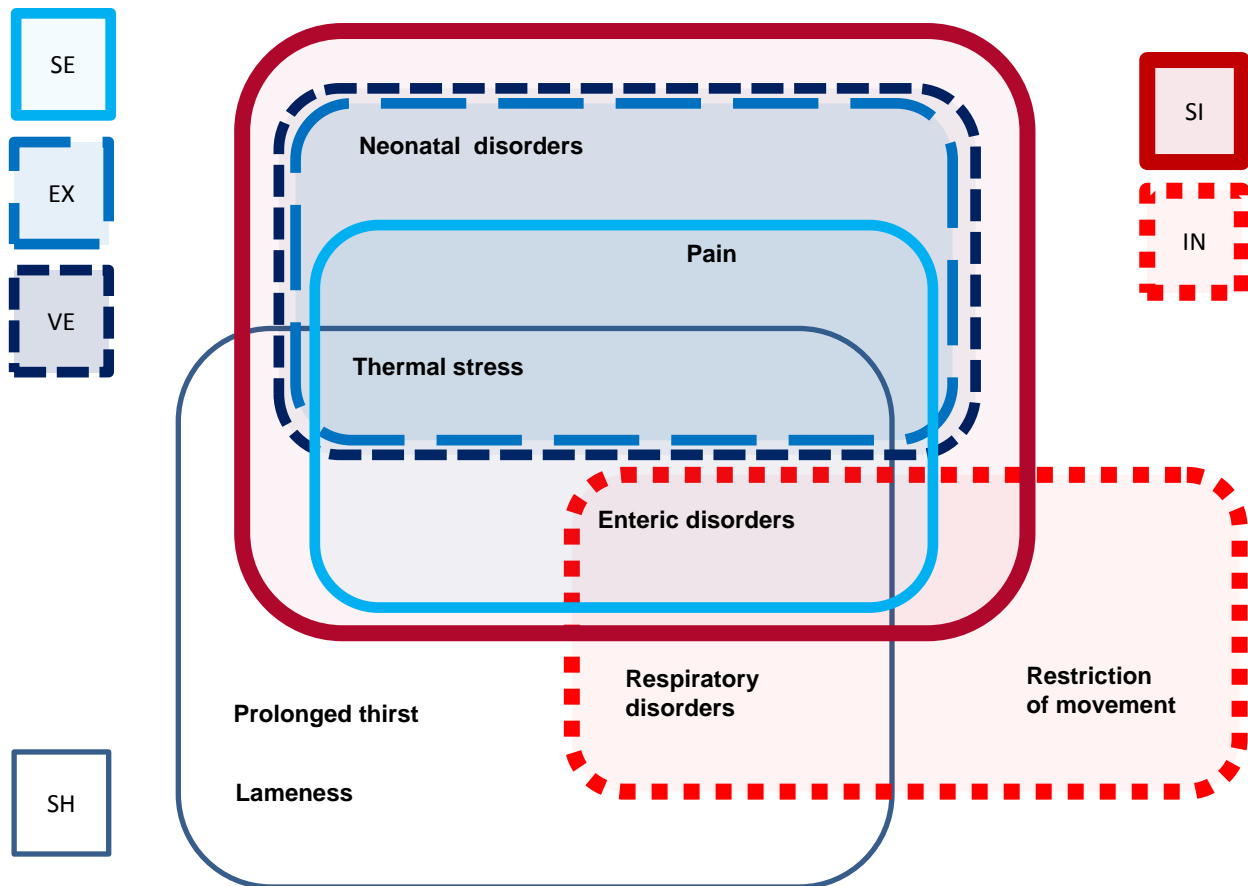 SE
EX
VE
SI
IN
SH
Neonatal disorders
Pain
Thermal stress
Enteric disorders
Respiratory
disorders
Restriction
of movement
Prolonged thirst
Lameness